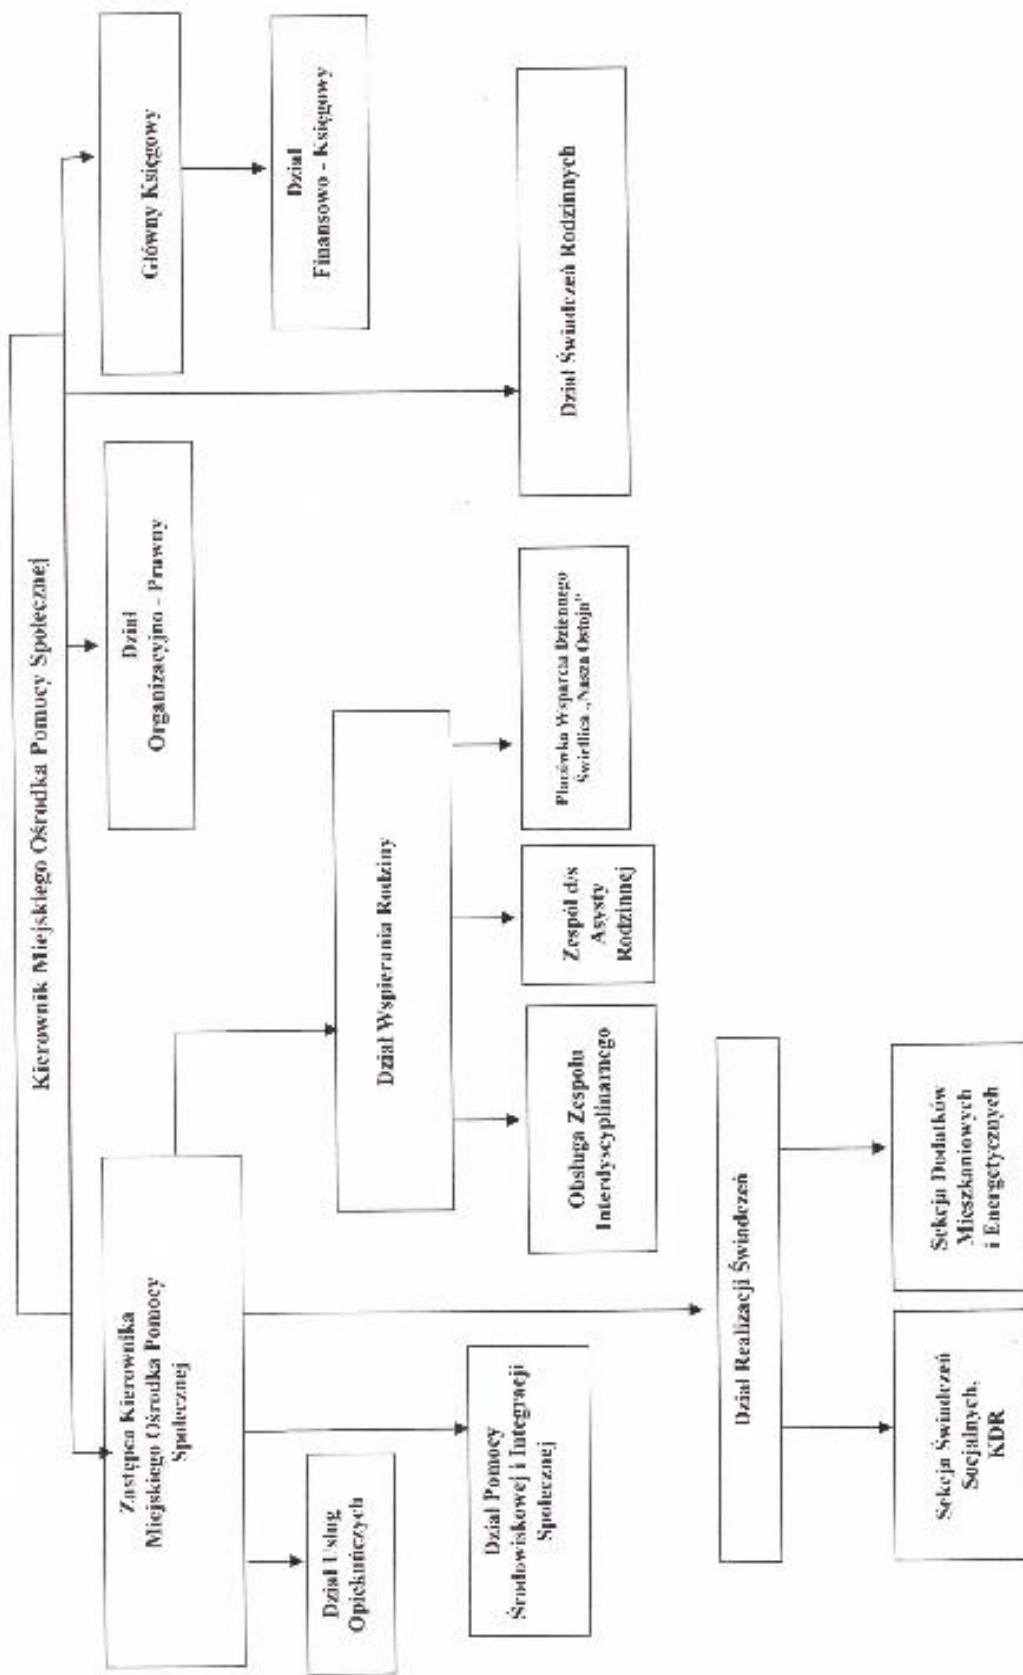 Kierownik Miejskiego Ośrodka Pomocy Społecznej
Zastępca Kierownika
Miejskiego Ośrodka Pomocy
Społecznej
Dział
Organizacyjno - Prawny
Główny Księgowy
Dział
Finansowo - Księgowy
Dział Usług
Opiekuńczych
Dział Pomocy
Środowiskowej i Integracji
Społecznej
Dział Wspierania Rodziny
Obsługa Zespołu
Interdyscyplinarnego
Zespół d/s
Asysty
Rodzinnej
Placówka Wsparcia Dziennego
Świetlica „Nasza Ostoja"
Dział Świadczeń Rodzinnych
Dział Realizacji Świadczeń
Sekcja Świadczeń
Socjalnych,
KDR
Sekcja Dodatków
Mieszkaniowych
i Energetycznych